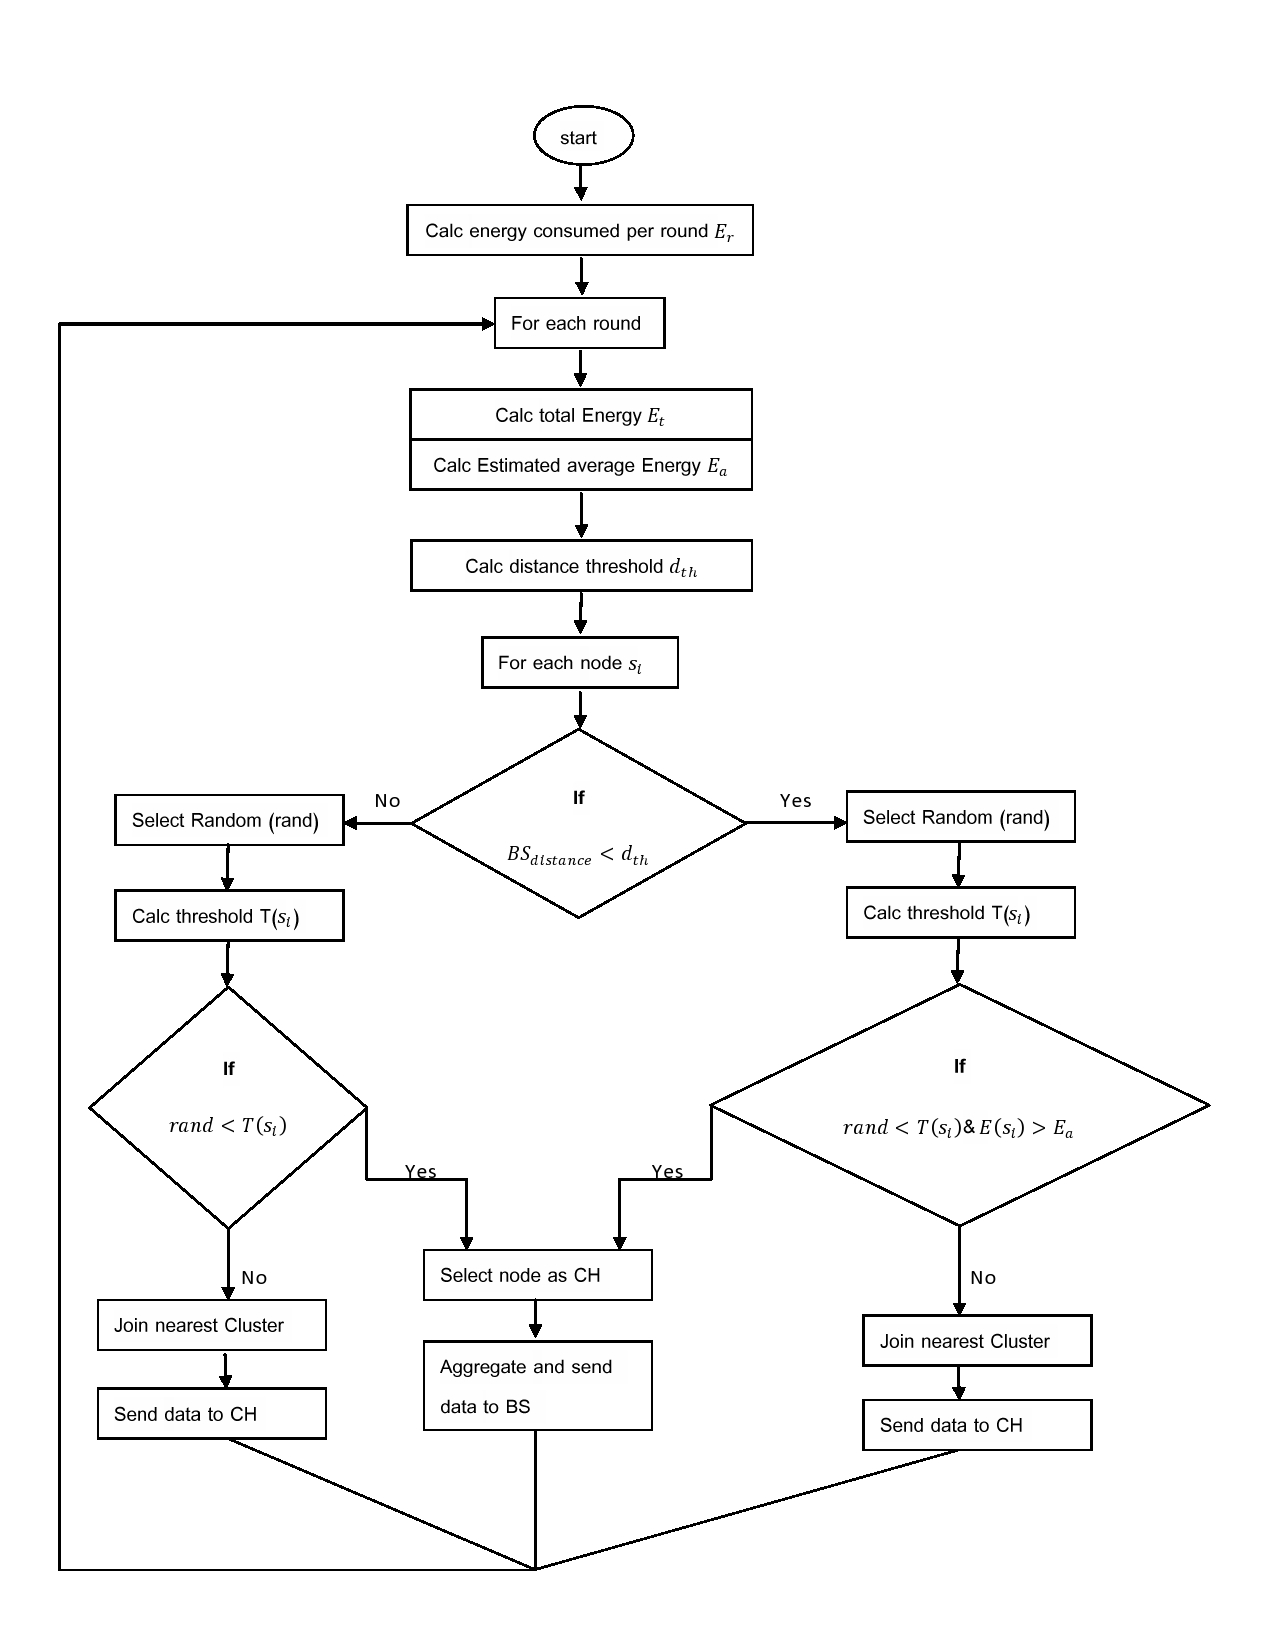 start
Calc energy consumed per round E_r
For each round
Calc total Energy E_t
Calc Estimated average Energy E_a
Calc distance threshold d_th
For each node s_i
No
If
Yes
BS_distance < d_th
Select Random (rand)
Select Random (rand)
Calc threshold T(s_i)
Calc threshold T(s_i)
If
rand < T(s_i)
If
rand < T(s_i)& E(s_i) > E_a
Yes
Yes
No
Select node as CH
No
Join nearest Cluster
Aggregate and send
data to BS
Join nearest Cluster
Send data to CH
Send data to CH